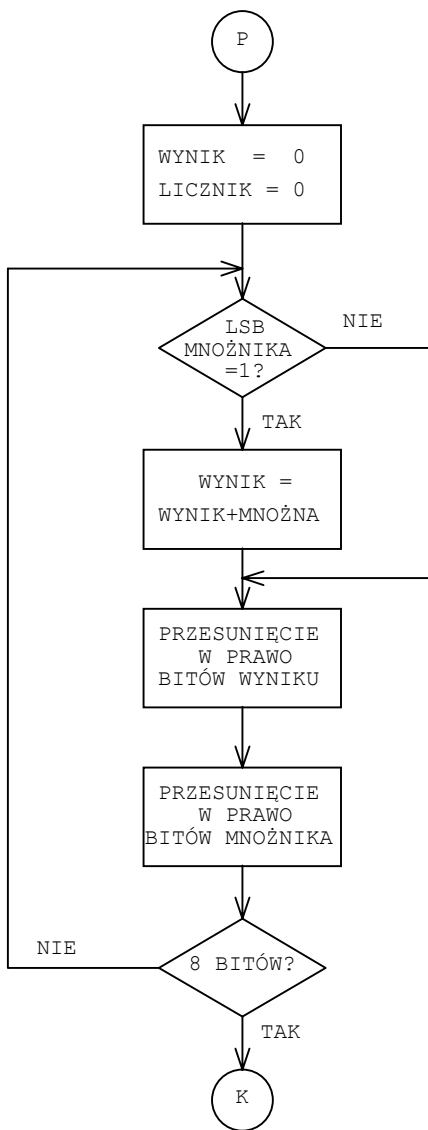 P
WYNIK = 0
LICZNIK = 0
LSB
MNOŻNIKA
=1?
NIE
TAK
WYNIK =
WYNIK+MNOŻNA
PRZESUNIĘCIE
W PRAWO
BITÓW WYNIKU
PRZESUNIĘCIE
W PRAWO
BITÓW MNOŻNIKA
NIE
8 BITÓW?
TAK
K